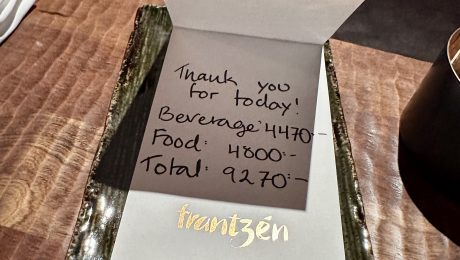 Thank you
for today!
Beverage: 4470:-
Food: 4800:-
Total: 9270:-
frantzén